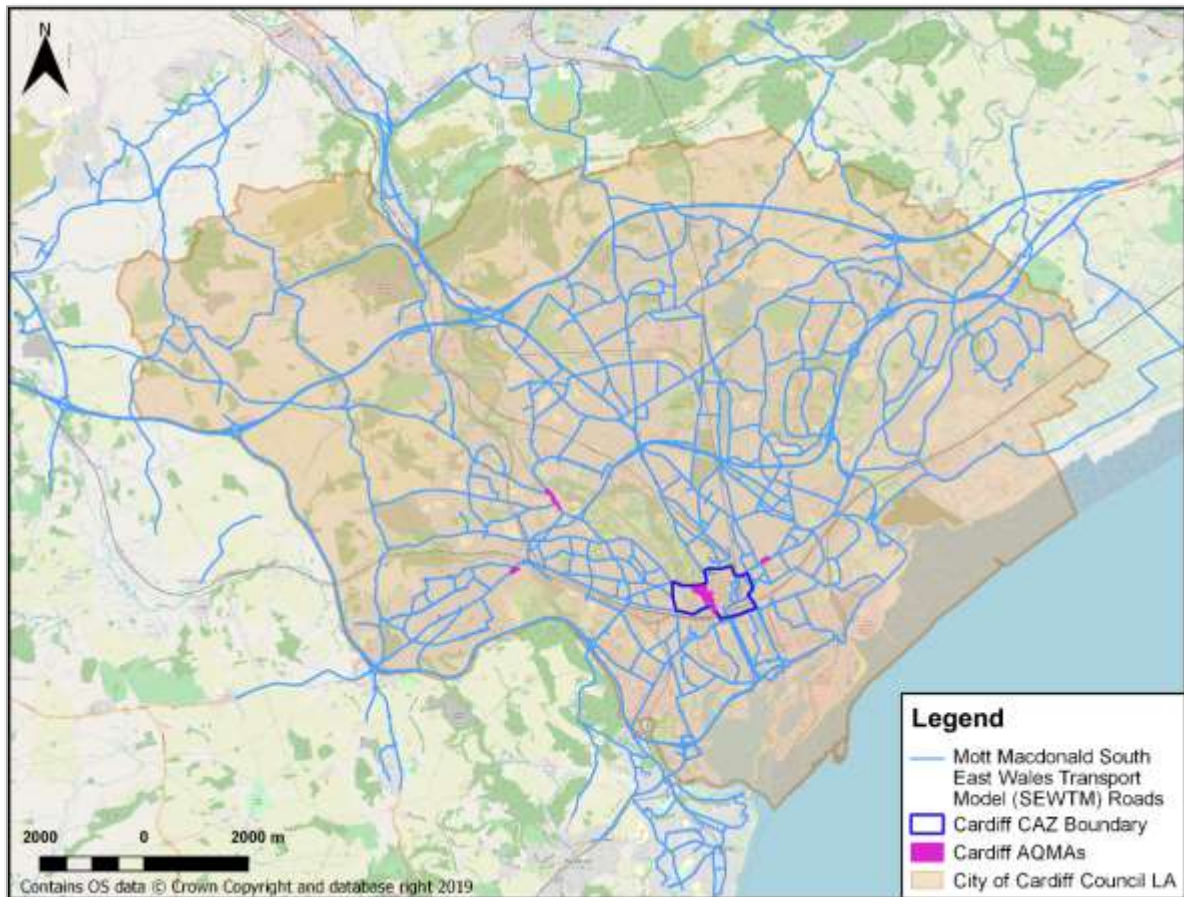 N
Legend
Mott Macdonald South
East Wales Transport
Model (SEWTM) Roads
Cardiff CAZ Boundary
Cardiff AQMAs
City of Cardiff Council LA
2000 0 2000 m
Contains OS data © Crown Copyright and database right 2019